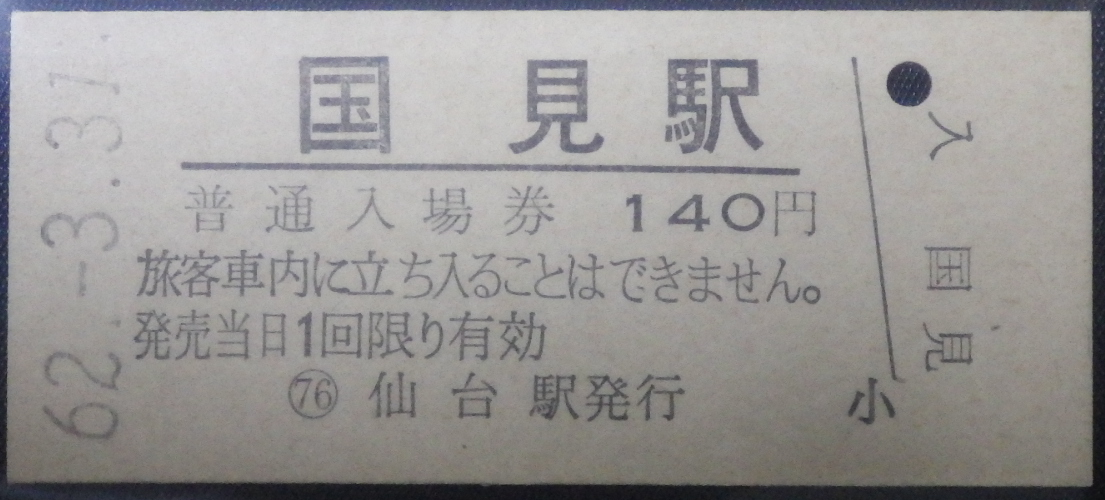 62.-3.31
国見駅
普通入場券 140円
旅客車内に立ち入ることはできません。
発売当日1回限り有効
㊆ 仙台駅発行
小
入 国見